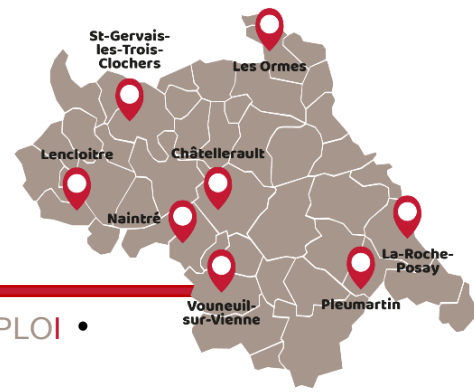 St-Gervais-
les-Trois-
Clochers
Les Ormes
Lencloitre
Châtellerault
Naintré
La-Roche-
Posay
Vouneuil-
sur-Vienne
Pleumartin
PLOI •